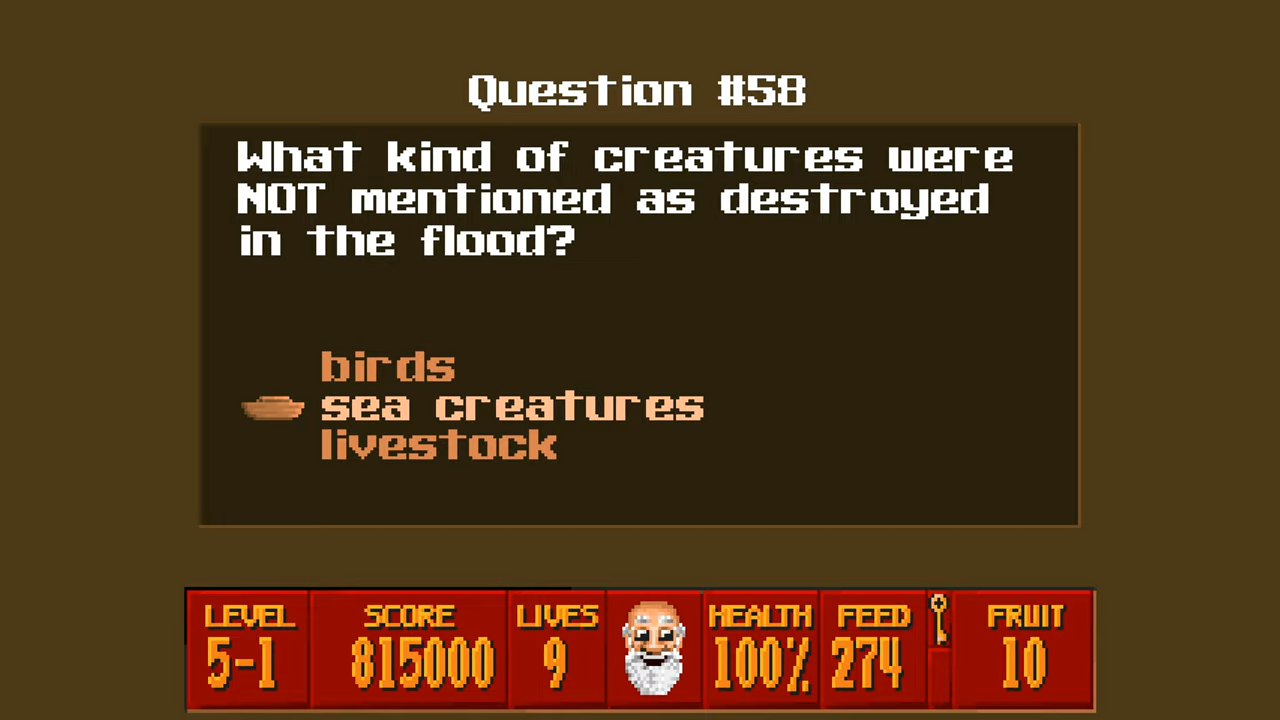 Question #58
What kind of creatures were
NOT mentioned as destroyed
in the flood?
birds
sea creatures
livestock
LEVEL SCORE LIVES HEALTH FEED FRUIT
5-1 815000 9 100% 274 10